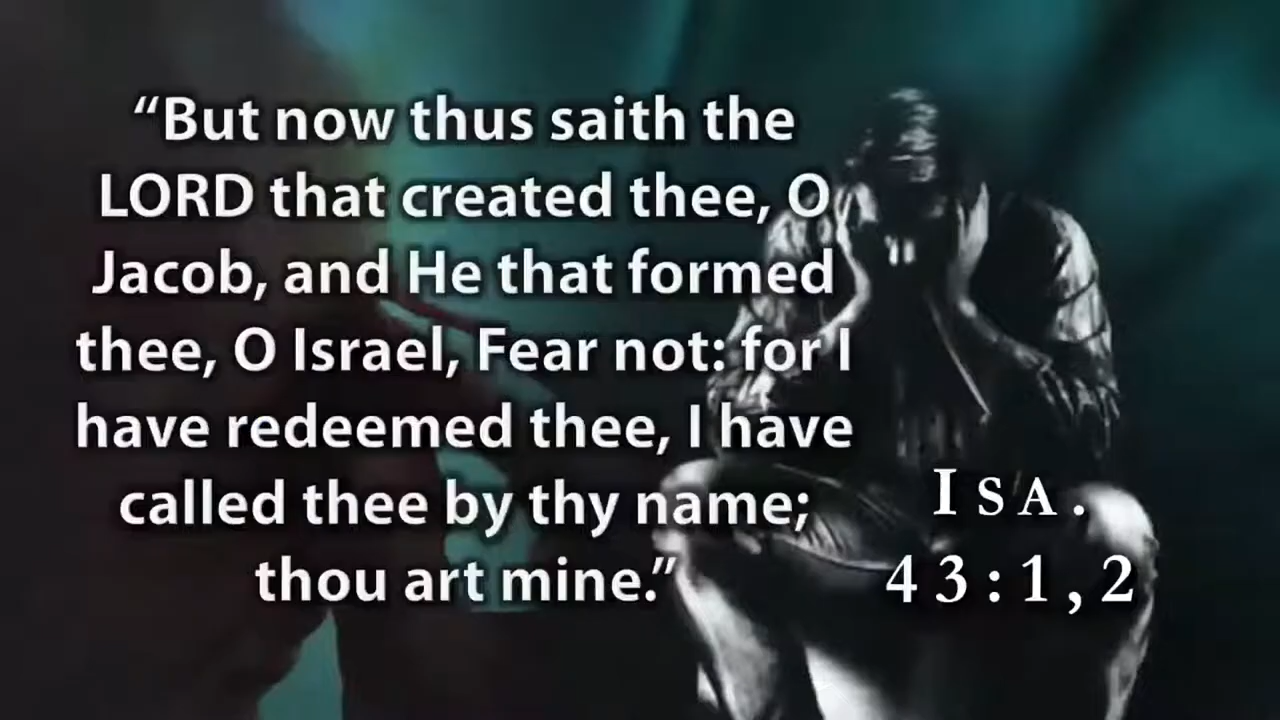 “But now thus saith the
LORD that created thee, O
Jacob, and He that formed
thee, O Israel, Fear not: for I
have redeemed thee, I have
called thee by thy name;
thou art mine.”
Isa.
43:1,2